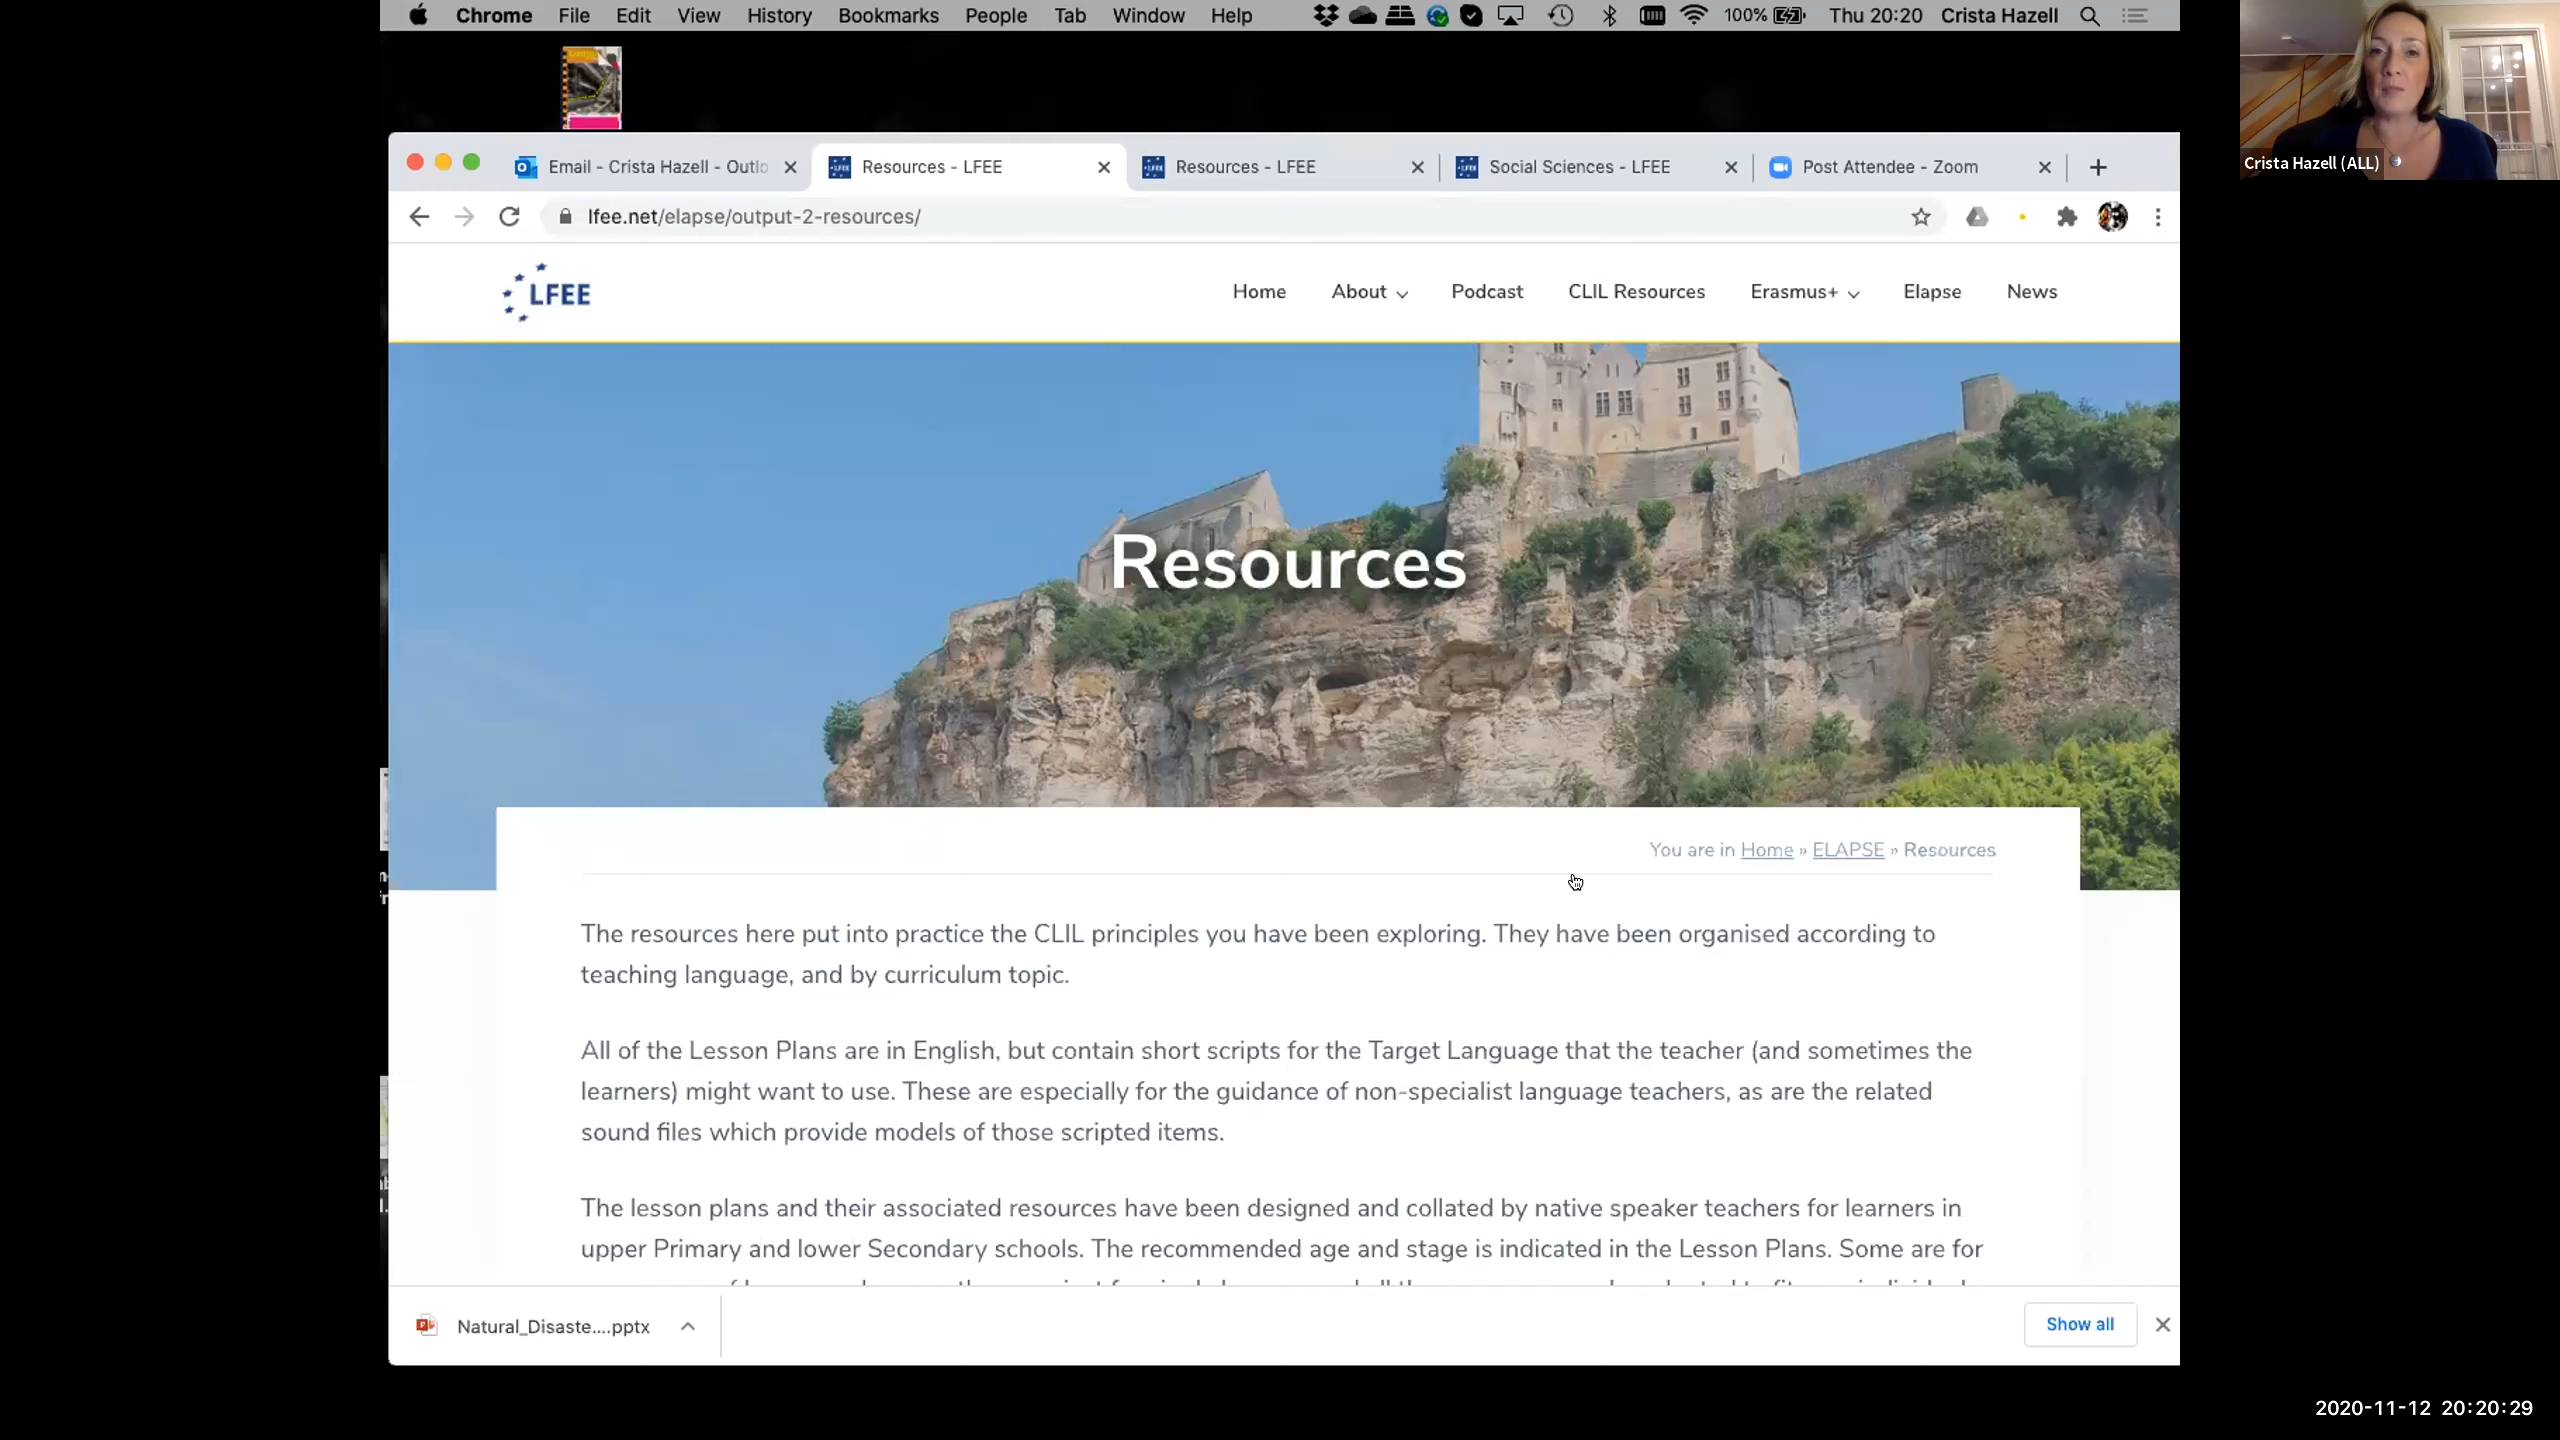 Chrome File Edit View History Bookmarks People Tab Window Help 100% Thu 20:20 Crista Hazell
Email - Crista Hazell - Outlo
Resources - LFEE
Resources - LFEE
Social Sciences - LFEE
Post Attendee - Zoom
lfee.net/elapse/output-2-resources/
Crista Hazell (ALL)
LFEE
Home About Podcast CLIL Resources Erasmus+ Elapse News
Resources
You are in Home » ELAPSE » Resources
The resources here put into practice the CLIL principles you have been exploring. They have been organised according to
teaching language, and by curriculum topic.
All of the Lesson Plans are in English, but contain short scripts for the Target Language that the teacher (and sometimes the
learners) might want to use. These are especially for the guidance of non-specialist language teachers, as are the related
sound files which provide models of those scripted items.
The lesson plans and their associated resources have been designed and collated by native speaker teachers for learners in
upper Primary and lower Secondary schools. The recommended age and stage is indicated in the Lesson Plans. Some are for
Natural_Disaste....pptx
Show all
2020-11-12 20:20:29